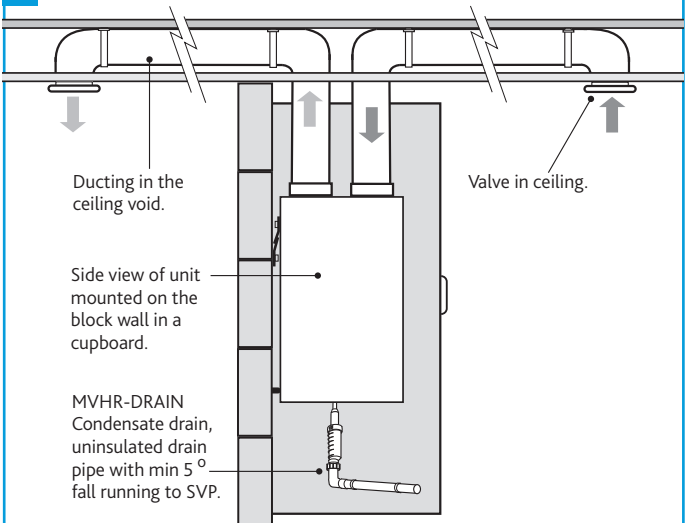 Ducting in the
ceiling void.
Valve in ceiling.
Side view of unit
mounted on the
block wall in a
cupboard.
MVHR-DRAIN
Condensate drain,
uninsulated drain
pipe with min 5 º
fall running to SVP.